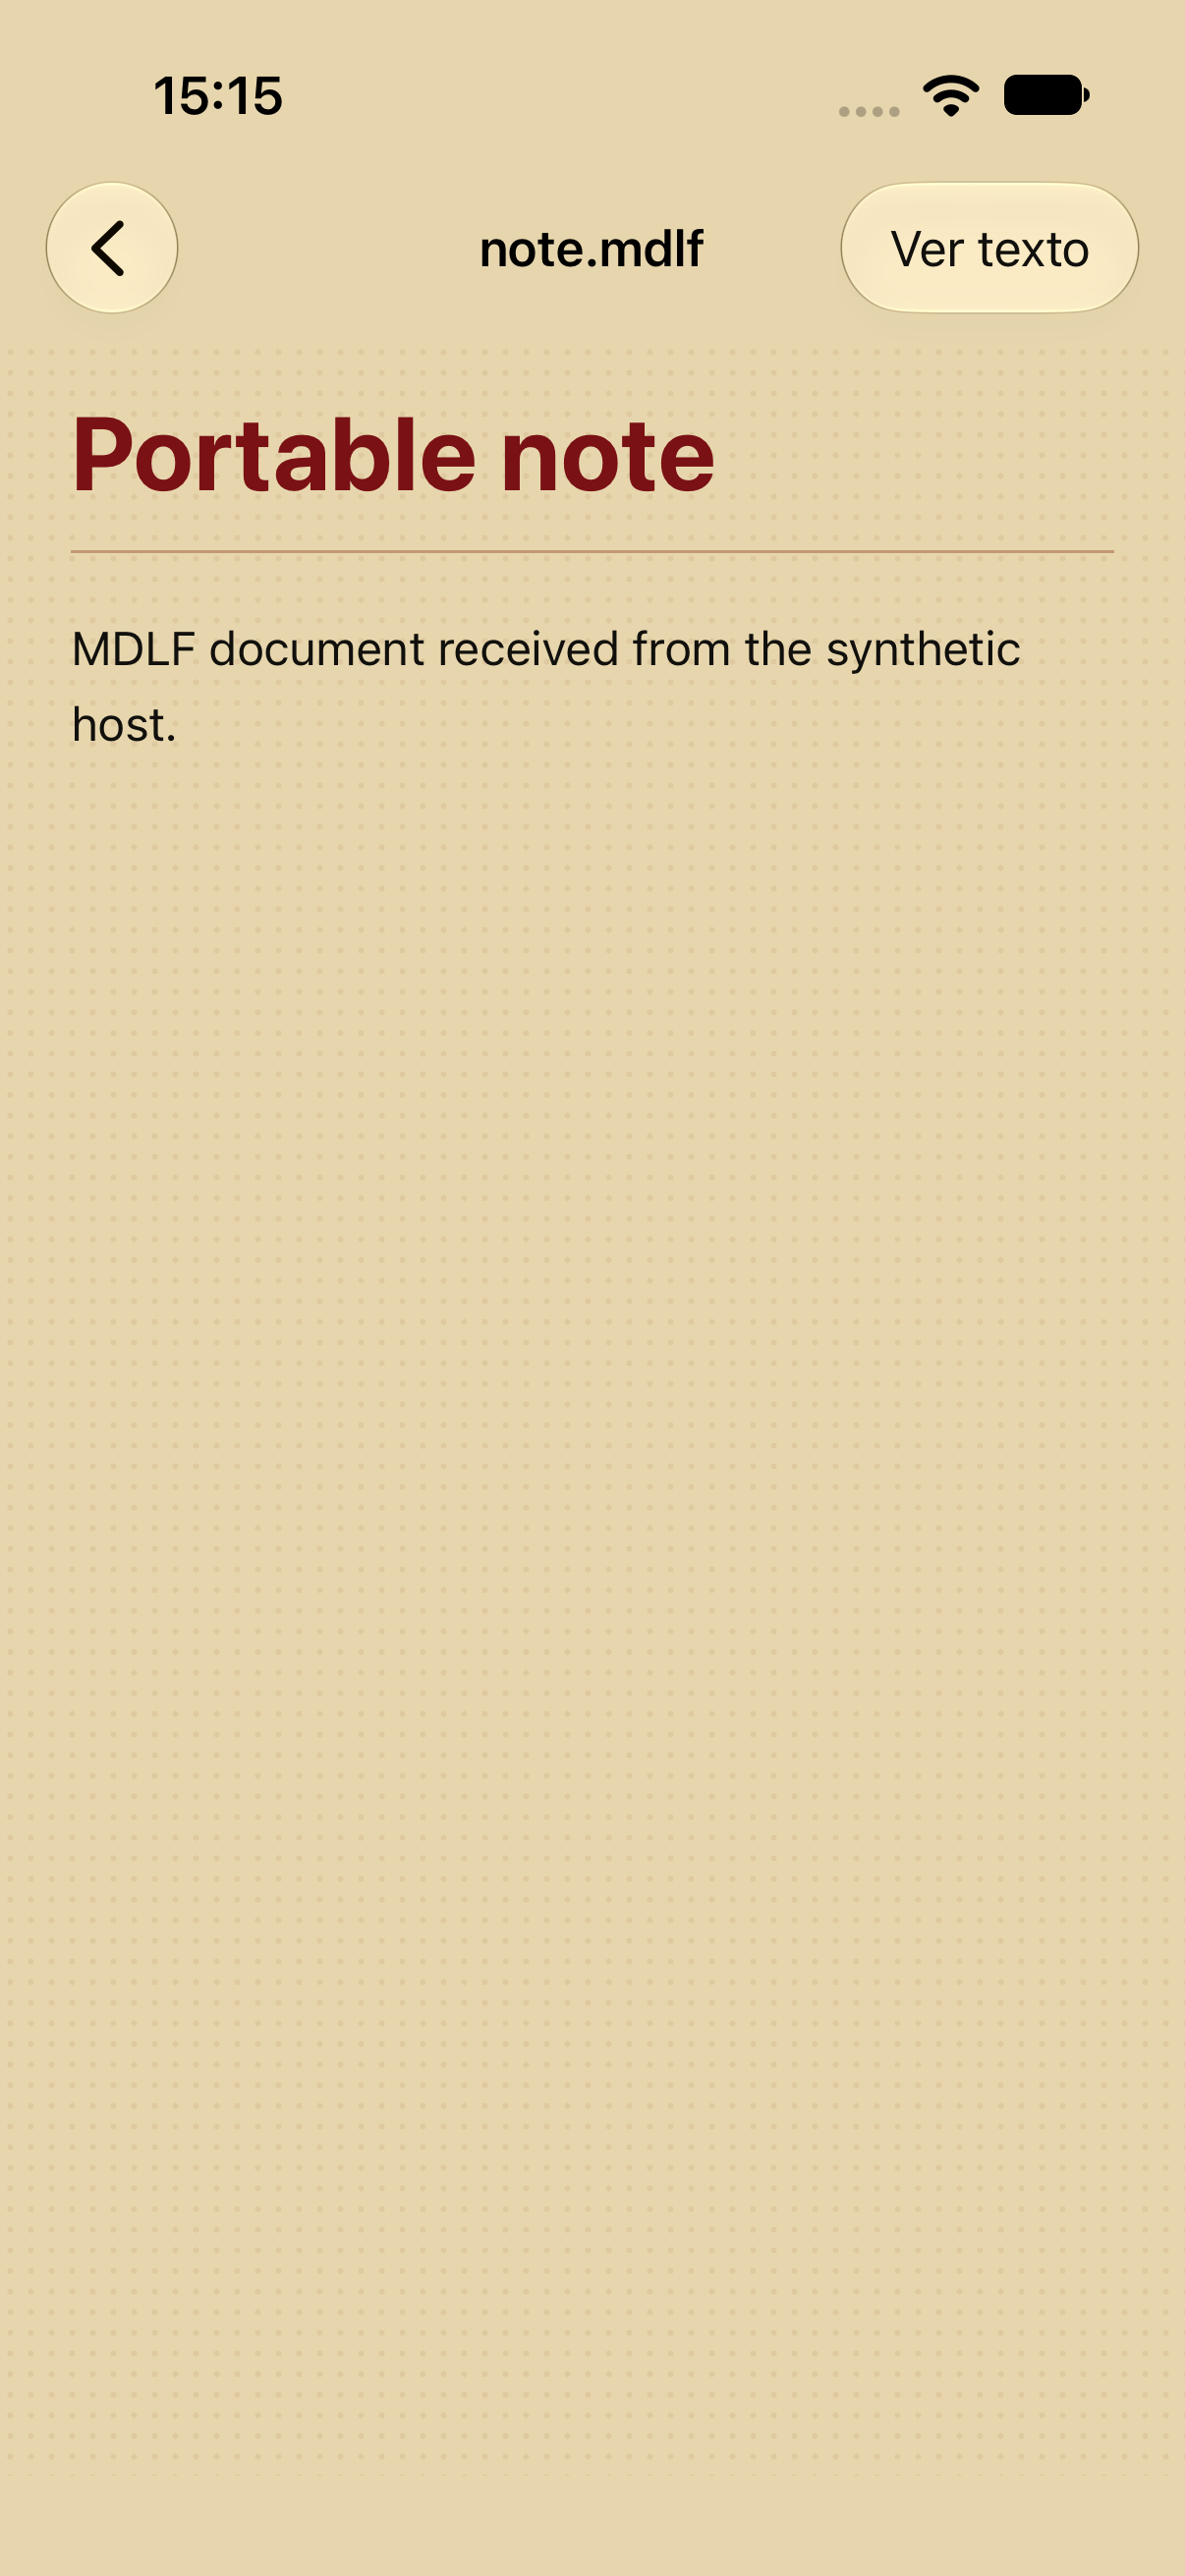 15:15
note.mdlf
Ver texto
Portable note
MDLF document received from the synthetic
host.